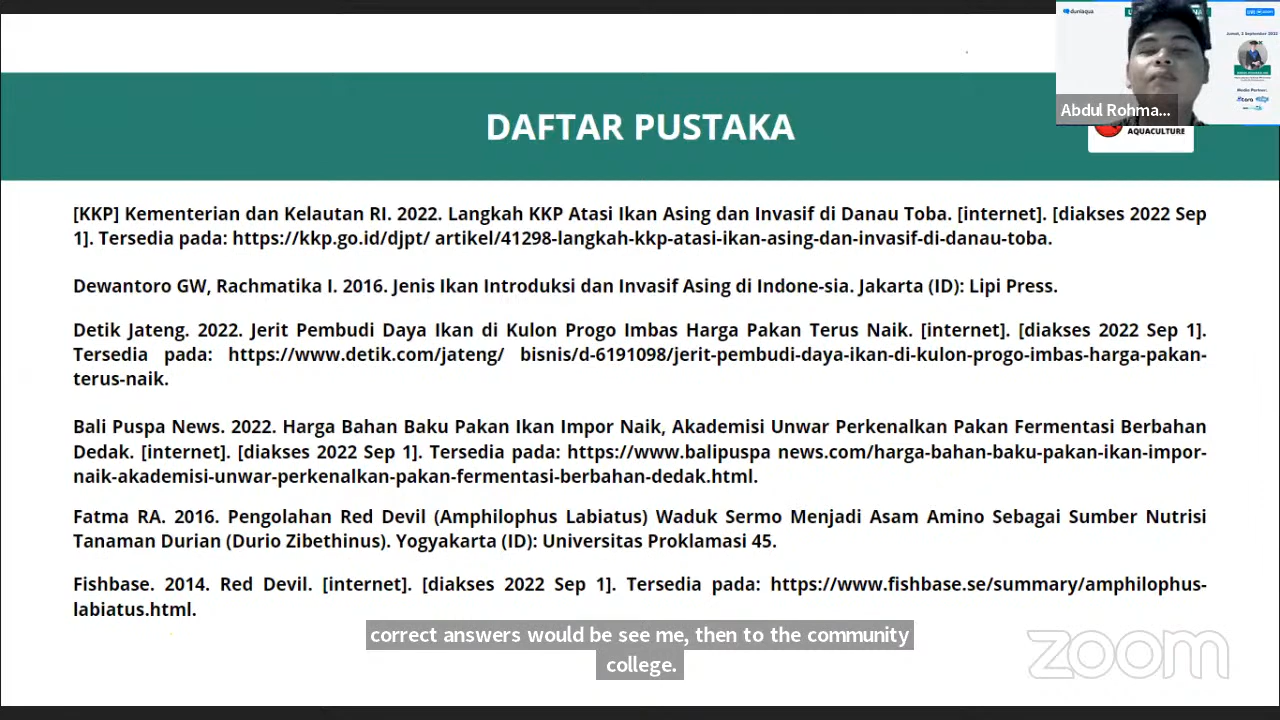 duniaqua
Jumat, 2 September 2022
Media Partner:
Abdul Rohma...
AQUACULTURE
DAFTAR PUSTAKA
[KKP] Kementerian dan Kelautan RI. 2022. Langkah KKP Atasi Ikan Asing dan Invasif di Danau Toba. [internet]. [diakses 2022 Sep
1]. Tersedia pada: https://kkp.go.id/djpt/ artikel/41298-langkah-kkp-atasi-ikan-asing-dan-invasif-di-danau-toba.
Dewantoro GW, Rachmatika I. 2016. Jenis Ikan Introduksi dan Invasif Asing di Indone-sia. Jakarta (ID): Lipi Press.
Detik Jateng. 2022. Jerit Pembudi Daya Ikan di Kulon Progo Imbas Harga Pakan Terus Naik. [internet]. [diakses 2022 Sep 1].
Tersedia pada: https://www.detik.com/jateng/ bisnis/d-6191098/jerit-pembudi-daya-ikan-di-kulon-progo-imbas-harga-pakan-
terus-naik.
Bali Puspa News. 2022. Harga Bahan Baku Pakan Ikan Impor Naik, Akademisi Unwar Perkenalkan Pakan Fermentasi Berbahan
Dedak. [internet]. [diakses 2022 Sep 1]. Tersedia pada: https://www.balipuspa news.com/harga-bahan-baku-pakan-ikan-impor-
naik-akademisi-unwar-perkenalkan-pakan-fermentasi-berbahan-dedak.html.
Fatma RA. 2016. Pengolahan Red Devil (Amphilophus Labiatus) Waduk Sermo Menjadi Asam Amino Sebagai Sumber Nutrisi
Tanaman Durian (Durio Zibethinus). Yogyakarta (ID): Universitas Proklamasi 45.
Fishbase. 2014. Red Devil. [internet]. [diakses 2022 Sep 1]. Tersedia pada: https://www.fishbase.se/summary/amphilophus-
labiatus.html.
correct answers would be see me, then to the community
college.
zoom